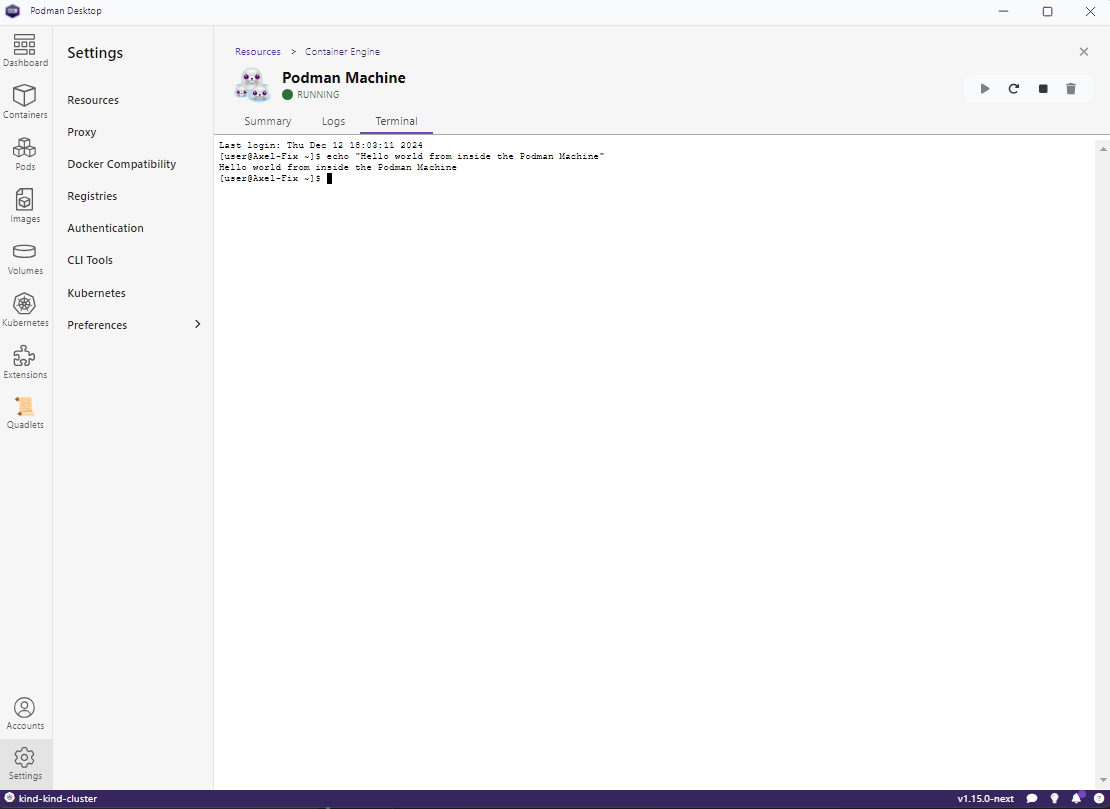 Podman Desktop
Dashboard
Containers
Pods
Images
Volumes
Kubernetes
Extensions
Quadlets
Accounts
Settings
Settings
Resources
Proxy
Docker Compatibility
Registries
Authentication
CLI Tools
Kubernetes
Preferences
Resources > Container Engine
Podman Machine
RUNNING
Summary Logs Terminal
Last login: Thu Dec 12 18:03:11 2024
[user@Axel-Fix ~]$ echo "Hello world from inside the Podman Machine"
Hello world from inside the Podman Machine
[user@Axel-Fix ~]$
kind-kind-cluster
v1.15.0-next